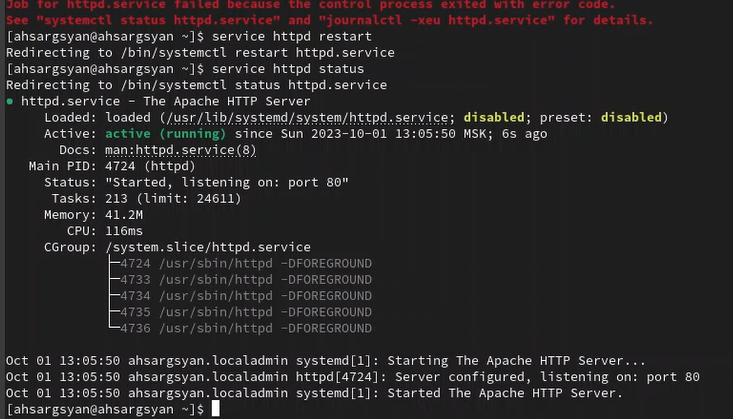 Job for httpd.service failed because the control process exited with error code.
See "systemctl status httpd.service" and "journalctl -xeu httpd.service" for details.
[ahsargsyan@ahsargsyan ~]$ service httpd restart
Redirecting to /bin/systemctl restart httpd.service
[ahsargsyan@ahsargsyan ~]$ service httpd status
Redirecting to /bin/systemctl status httpd.service
● httpd.service - The Apache HTTP Server
Loaded: loaded (/usr/lib/systemd/system/httpd.service; disabled; preset: disabled)
Active: active (running) since Sun 2023-10-01 13:05:50 MSK; 6s ago
Docs: man:httpd.service(8)
Main PID: 4724 (httpd)
Status: "Started, listening on: port 80"
Tasks: 213 (limit: 24611)
Memory: 41.2M
CPU: 116ms
CGroup: /system.slice/httpd.service
├─4724 /usr/sbin/httpd -DFOREGROUND
├─4733 /usr/sbin/httpd -DFOREGROUND
├─4734 /usr/sbin/httpd -DFOREGROUND
├─4735 /usr/sbin/httpd -DFOREGROUND
└─4736 /usr/sbin/httpd -DFOREGROUND
Oct 01 13:05:50 ahsargsyan.localadmin systemd[1]: Starting The Apache HTTP Server...
Oct 01 13:05:50 ahsargsyan.localadmin httpd[4724]: Server configured, listening on: port 80
Oct 01 13:05:50 ahsargsyan.localadmin systemd[1]: Started The Apache HTTP Server.
[ahsargsyan@ahsargsyan ~]$